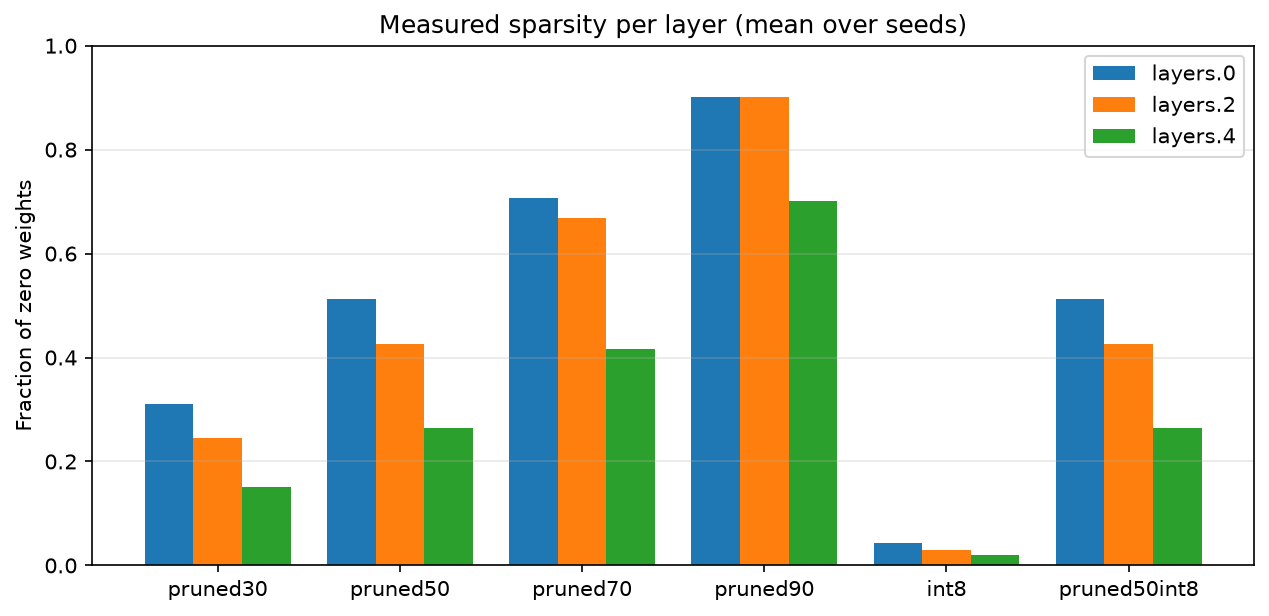 Measured sparsity per layer (mean over seeds)
Fraction of zero weights
1.0
0.8
0.6
0.4
0.2
0.0
layers.0
layers.2
layers.4
pruned30 pruned50 pruned70 pruned90 int8 pruned50int8